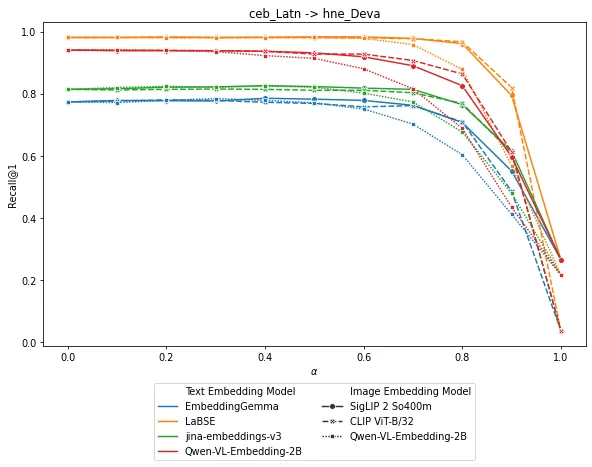 ceb_Latn -> hne_Deva
Recall@1
1.0
0.8
0.6
0.4
0.2
0.0
0.0 0.2 0.4 0.6 0.8 1.0
α
Text Embedding Model
EmbeddingGemma
LaBSE
jina-embeddings-v3
Qwen-VL-Embedding-2B
Image Embedding Model
SigLIP 2 So400m
CLIP ViT-B/32
Qwen-VL-Embedding-2B